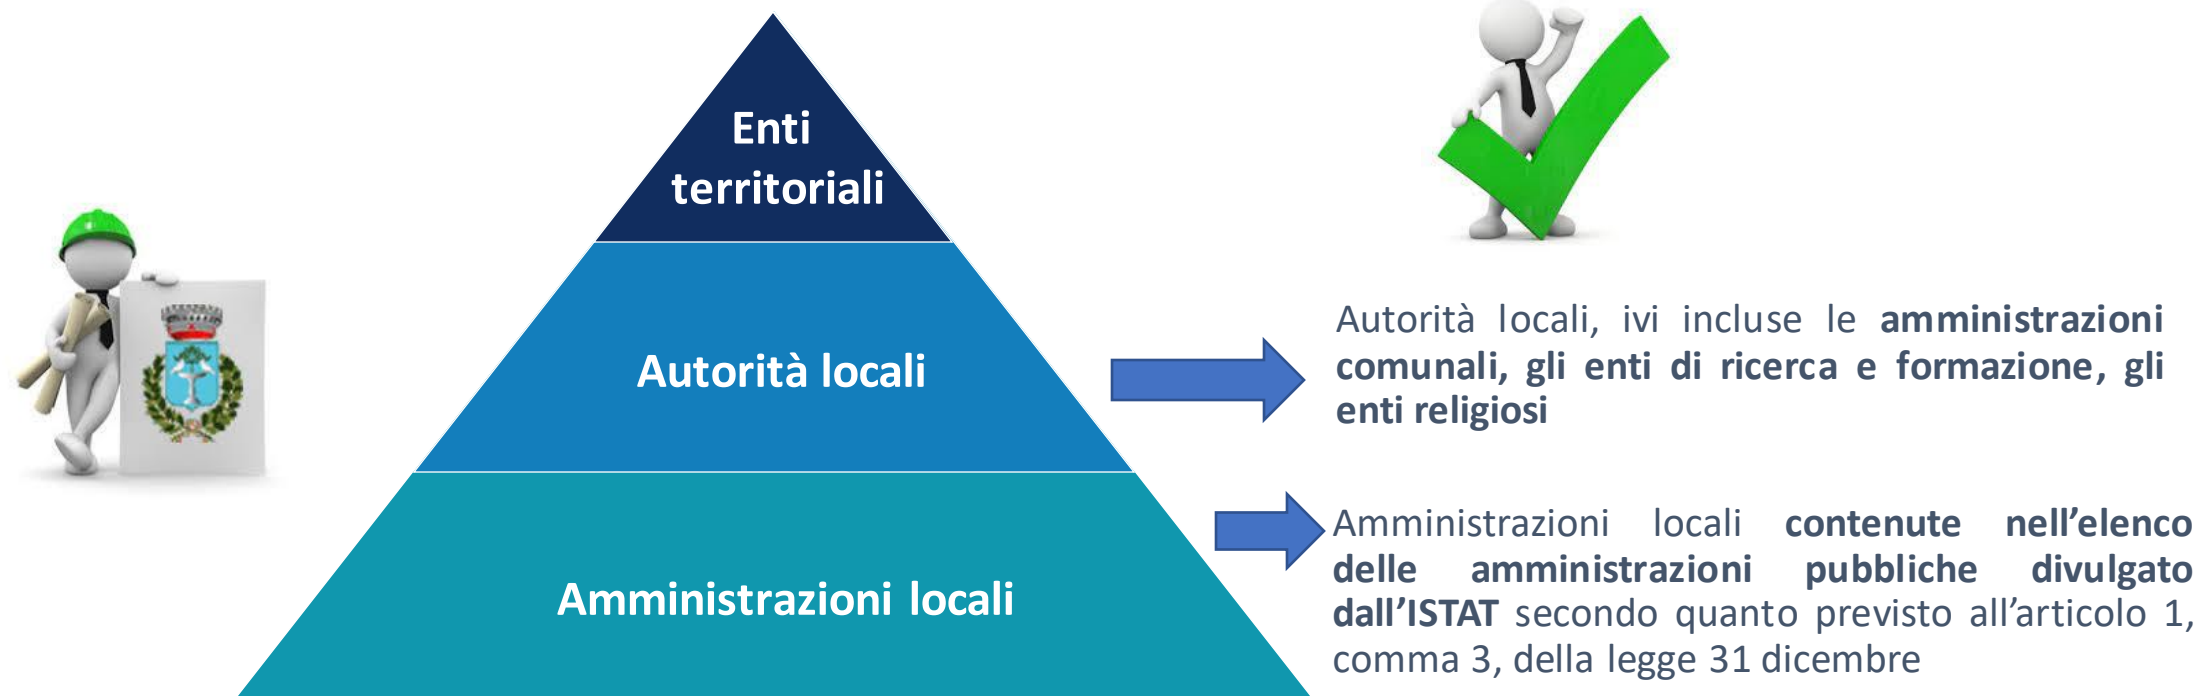 Enti
territoriali
Autorità locali
Amministrazioni locali
Autorità locali, ivi incluse le amministrazioni
comunali, gli enti di ricerca e formazione, gli
enti religiosi
Amministrazioni locali contenute nell’elenco
delle amministrazioni pubbliche divulgato
dall’ISTAT secondo quanto previsto all’articolo 1,
comma 3, della legge 31 dicembre